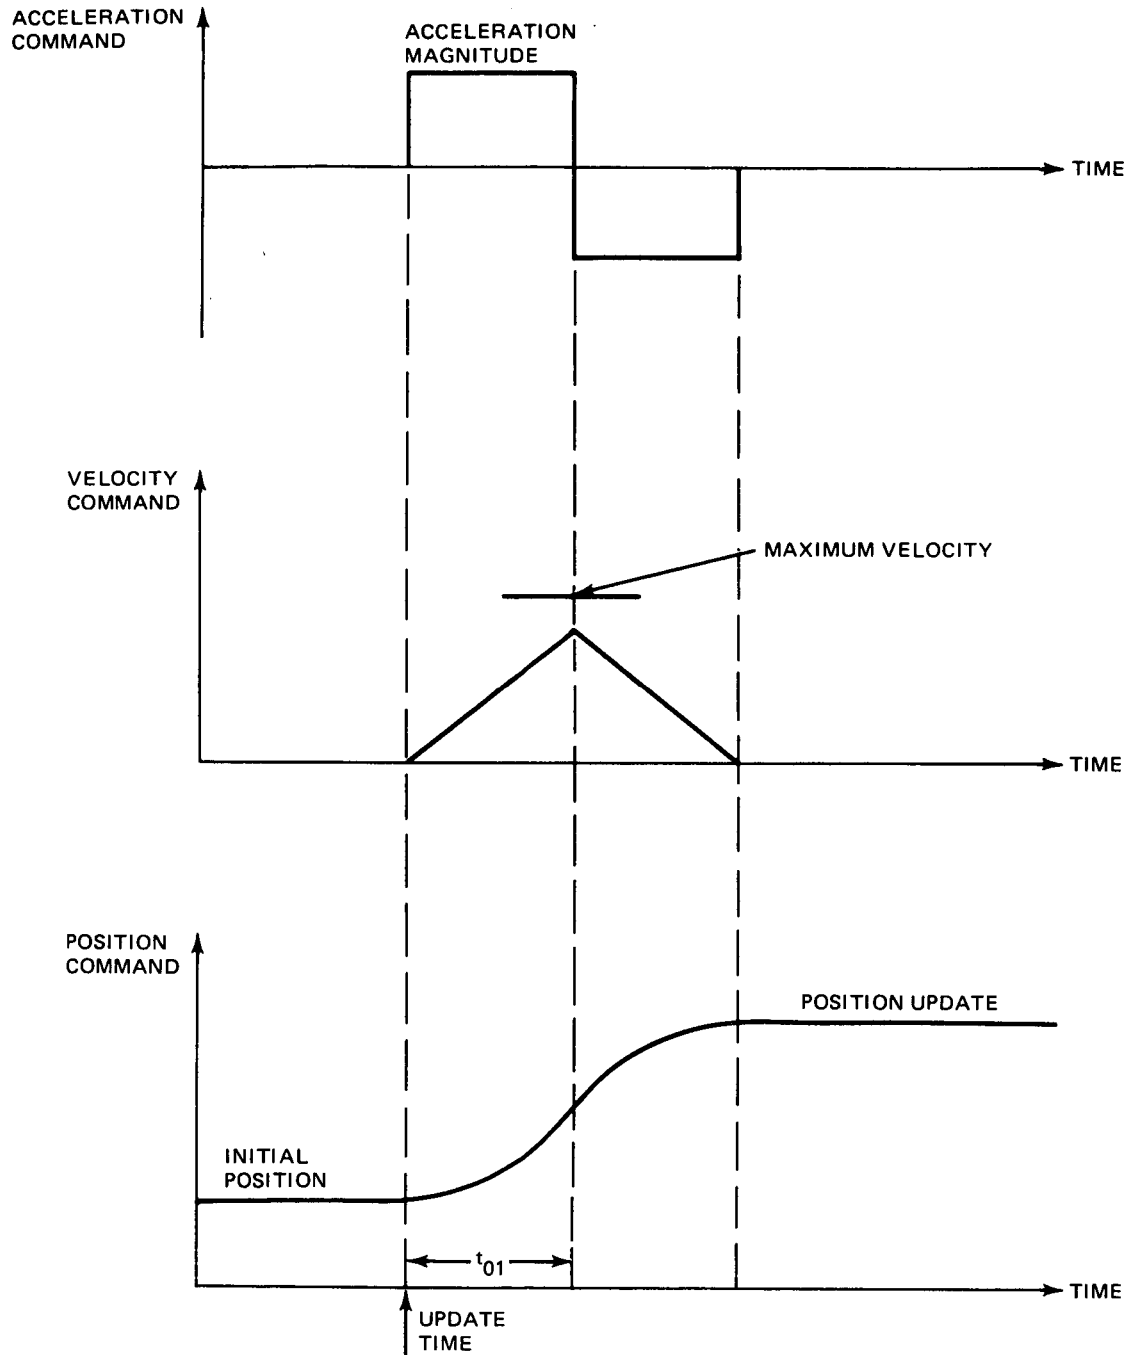 ACCELERATION
COMMAND
ACCELERATION
MAGNITUDE
TIME
VELOCITY
COMMAND
MAXIMUM VELOCITY
TIME
POSITION
COMMAND
POSITION UPDATE
INITIAL
POSITION
t01
TIME
UPDATE
TIME